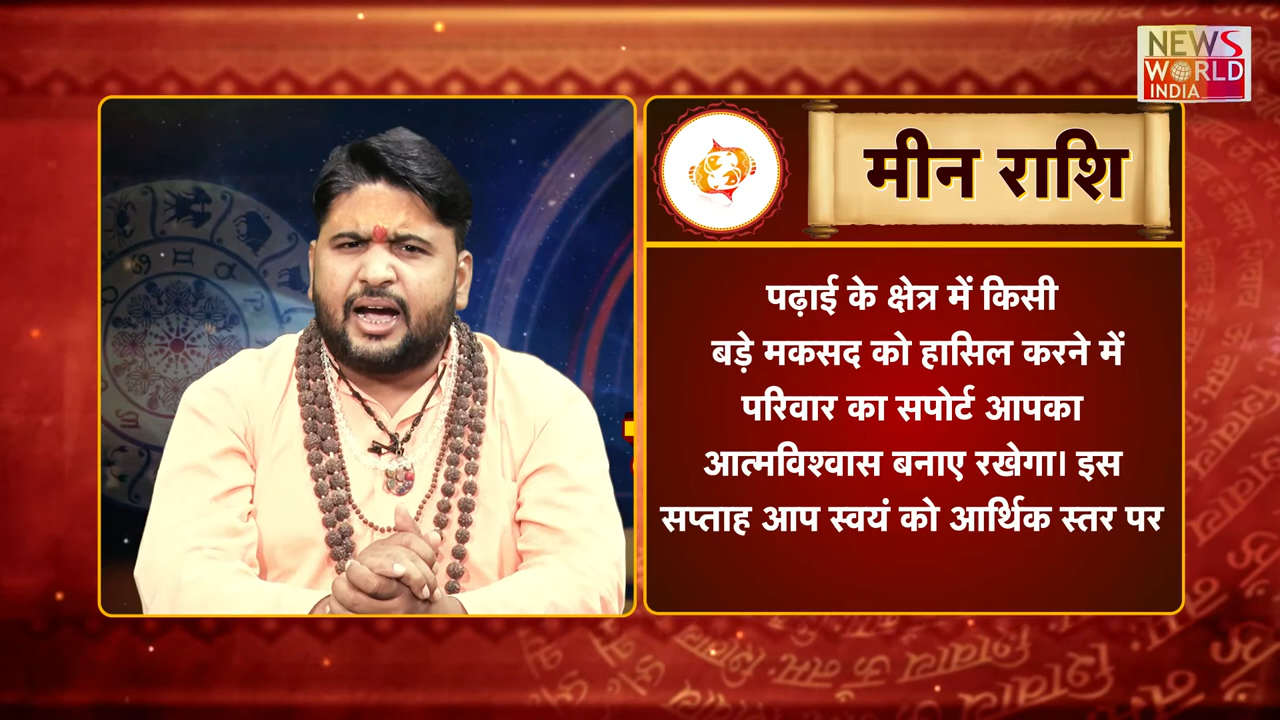 NEWS
WORLD
INDIA
मीन राशि
पढ़ाई के क्षेत्र में किसी
बड़े मकसद को हासिल करने में
परिवार का सपोर्ट आपका
आत्मविश्वास बनाए रखेगा। इस
सप्ताह आप स्वयं को आर्थिक स्तर पर